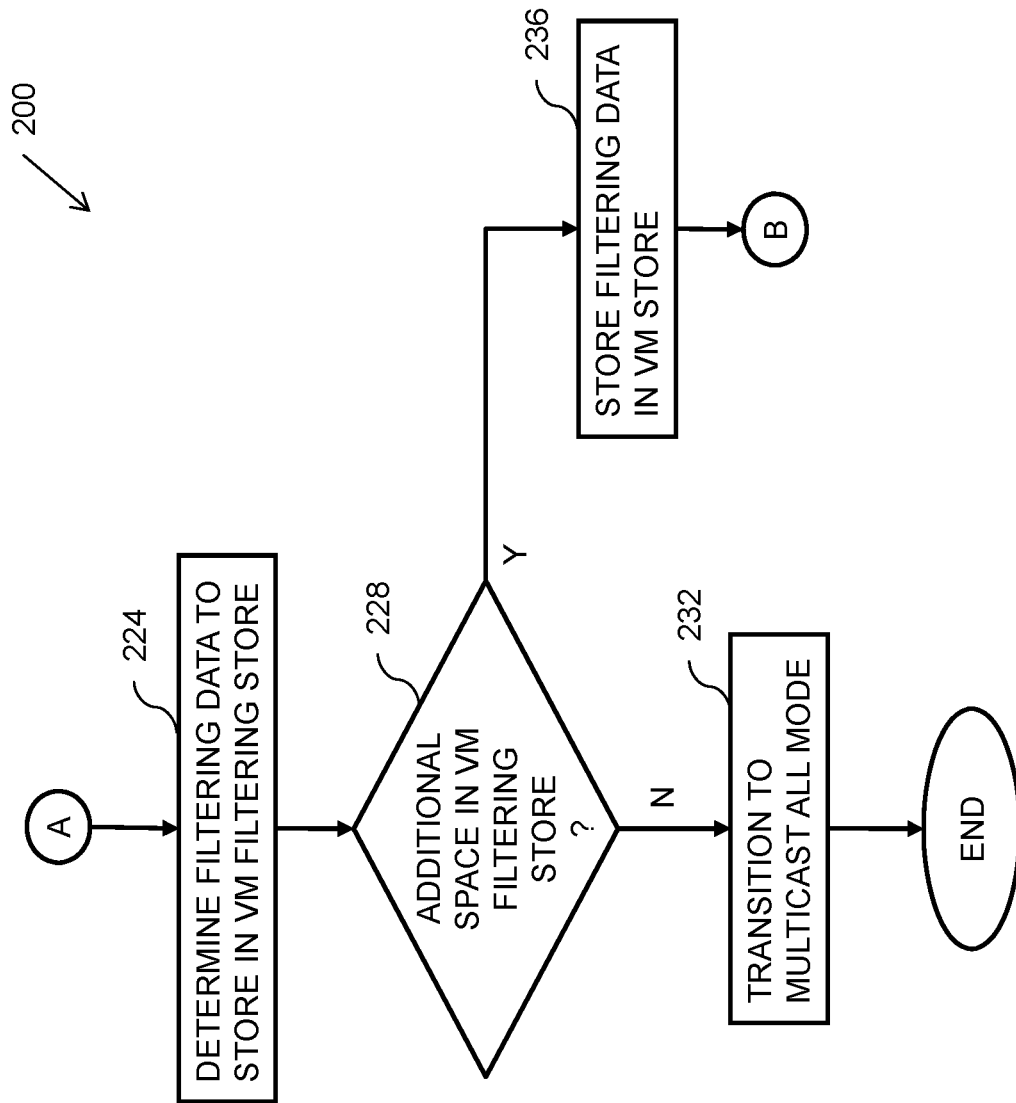 200
A
224
DETERMINE FILTERING DATA TO
STORE IN VM FILTERING STORE
228
ADDITIONAL
SPACE IN VM
FILTERING
STORE
?
Y
N
236
STORE FILTERING DATA
IN VM STORE
B
232
TRANSITION TO
MULTICAST ALL MODE
END